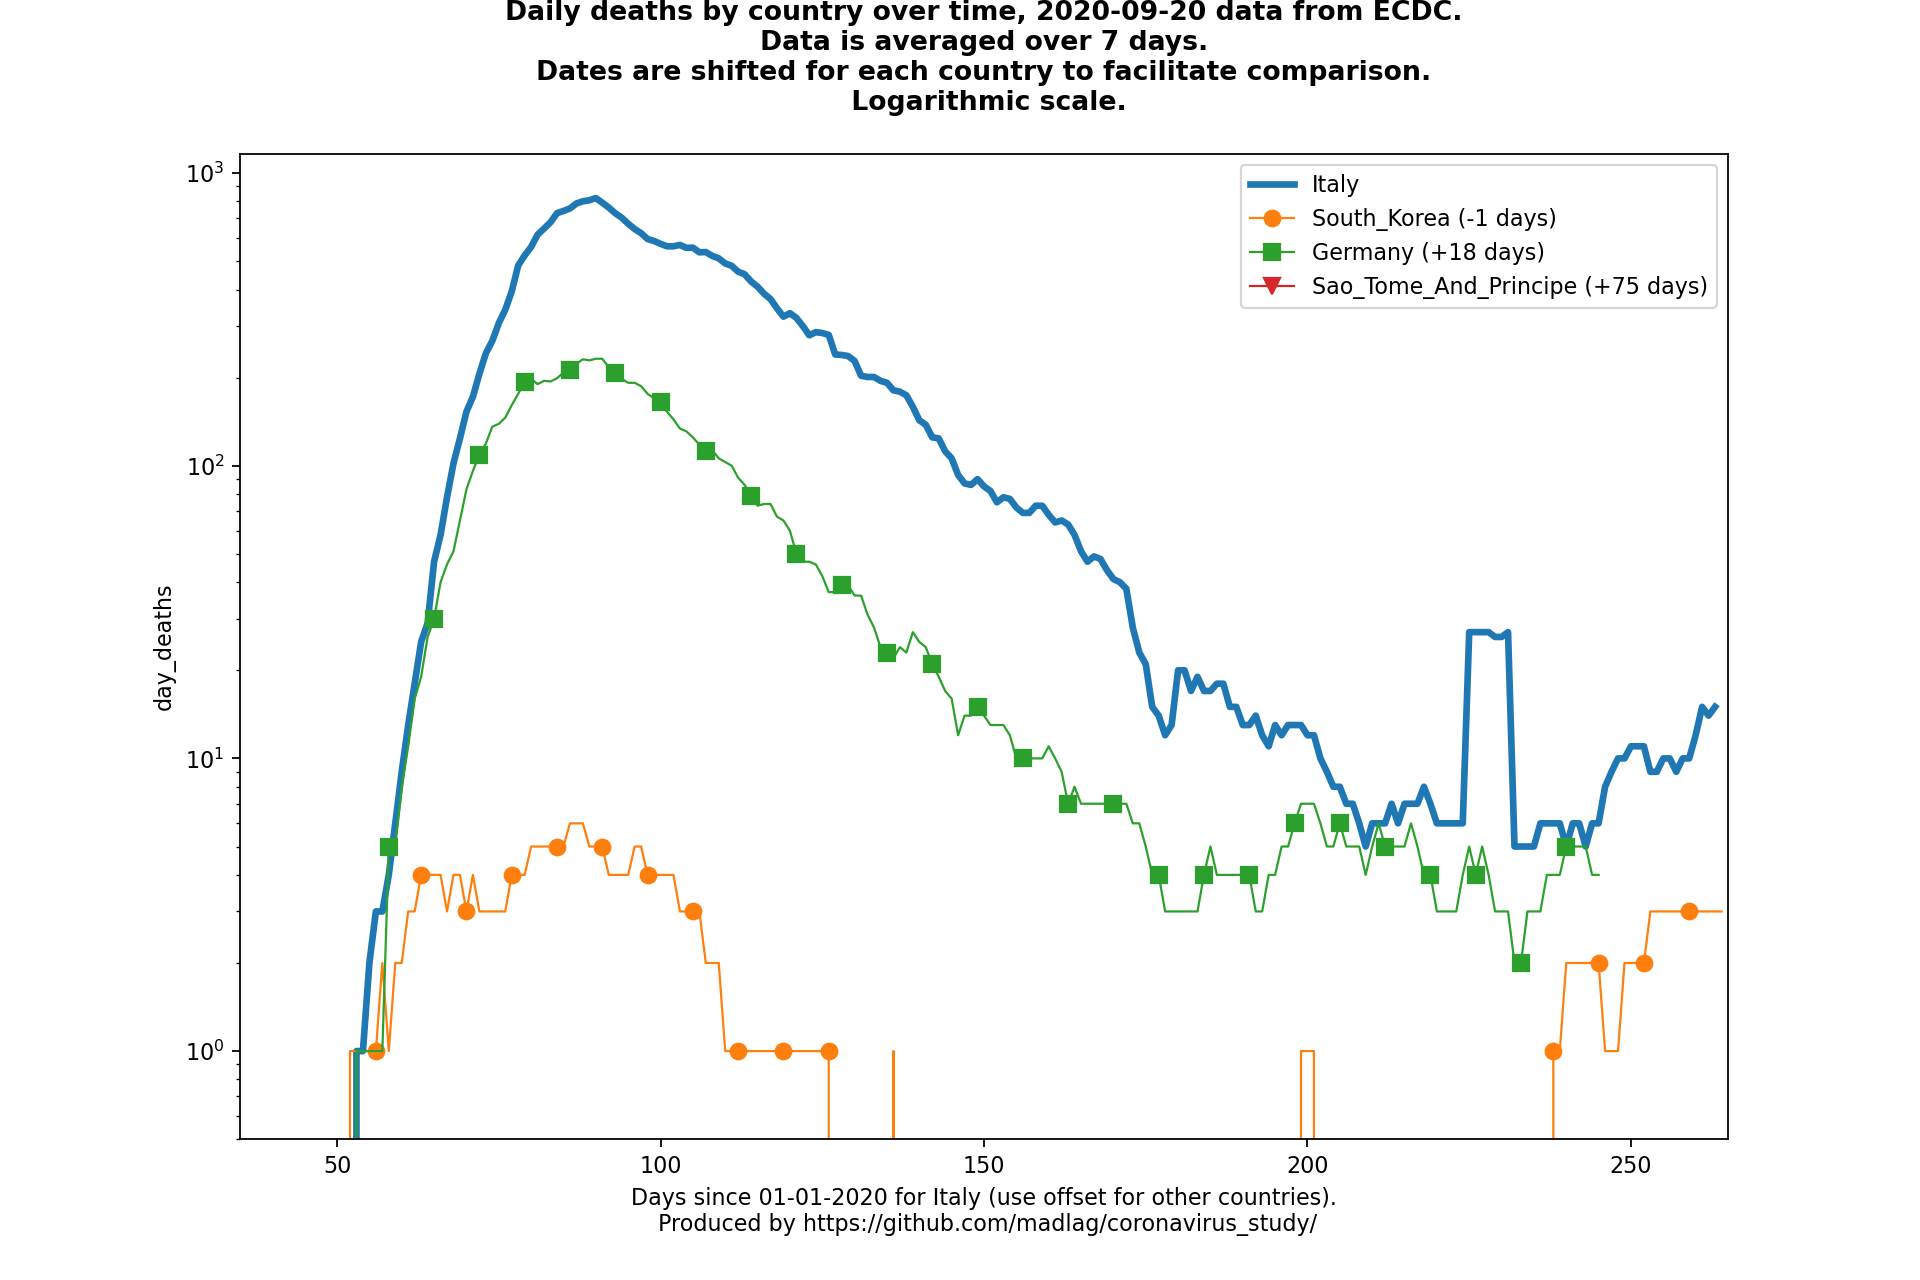 Daily deaths by country over time, 2020-09-20 data from ECDC.
Data is averaged over 7 days.
Dates are shifted for each country to facilitate comparison.
Logarithmic scale.
10³
10²
10¹
10⁰
day_deaths
Italy
South_Korea (-1 days)
Germany (+18 days)
Sao_Tome_And_Principe (+75 days)
50 100 150 200 250
Days since 01-01-2020 for Italy (use offset for other countries).
Produced by https://github.com/madlag/coronavirus_study/